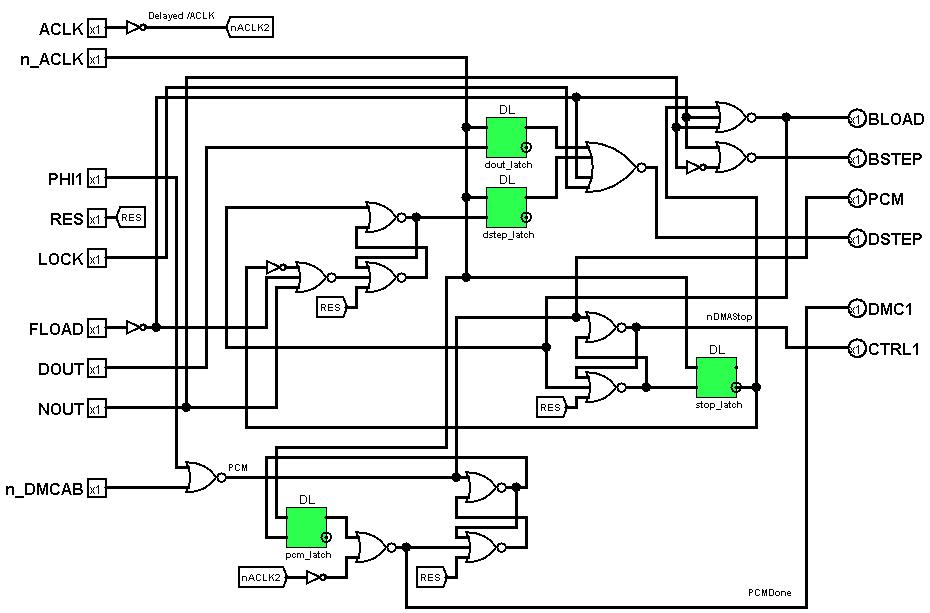 ACLK x1
Delayed /ACLK
nACLK2
n_ACLK x1
DL
dout_latch
x1 BLOAD
x1 BSTEP
PHI1 x1
DL
dstep_latch
x1 PCM
RES x1 RES
x1 DSTEP
LOCK x1
RES
x1 DMC1
FLOAD x1
nDMAStop
x1 CTRL1
DOUT x1
DL
stop_latch
RES
NOUT x1
PCM
n_DMCAB x1
DL
pcm_latch
nACLK2
RES
PCMDone